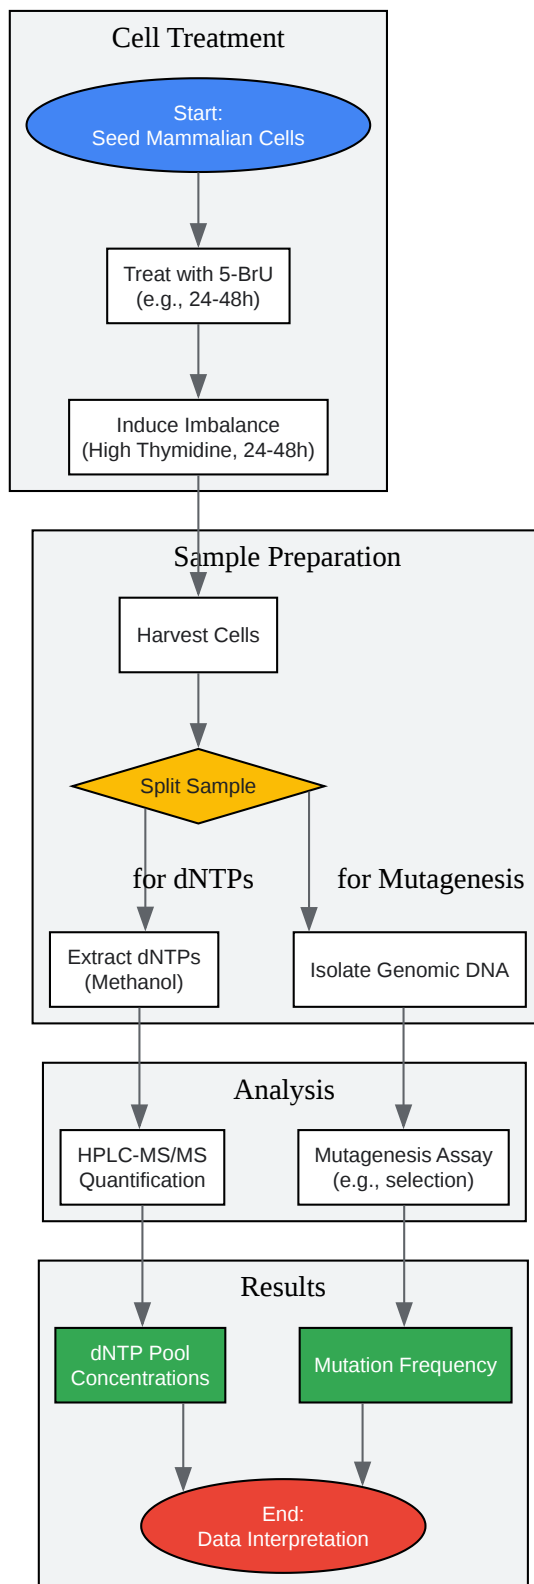 Cell Treatment
Start:
Seed Mammalian Cells
Treat with 5-BrU
(e.g., 24-48h)
Induce Imbalance
(High Thymidine, 24-48h)
Sample Preparation
Harvest Cells
Split Sample
for dNTPs
for Mutagenesis
Extract dNTPs
(Methanol)
Isolate Genomic DNA
Analysis
HPLC-MS/MS
Quantification
Mutagenesis Assay
(e.g., selection)
Results
dNTP Pool
Concentrations
Mutation Frequency
End:
Data Interpretation